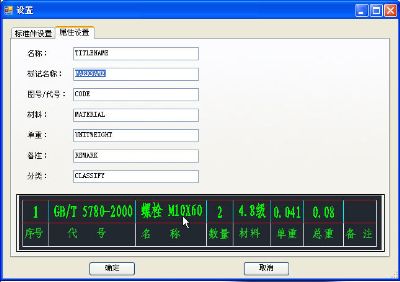 设置
标准件设置 属性设置
名称： TITLENAME
标记名称： MARKNAME
图号/代号： CODE
材料： MATERIAL
单重： UNITWEIGHT
备注： REMARK
分类： CLASSIFY
1 GB/T 5780-2000 螺栓 M10X60 2 4.8级 0.041 0.08
序号 代 号 名 称 数量 材料 单重 总重 备 注
确定 取消